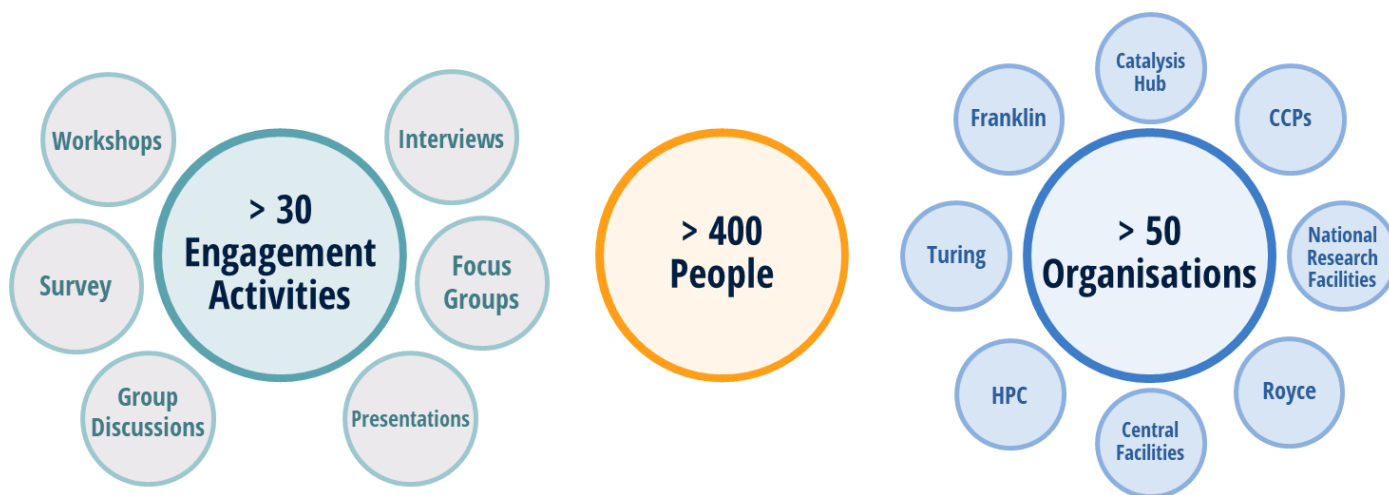 Workshops
Interviews
> 30
Engagement
Activities
Survey
Focus
Groups
Group
Discussions
Presentations
> 400
People
Catalysis
Hub
Franklin
CCPs
Turing
> 50
Organisations
National
Research
Facilities
HPC
Royce
Central
Facilities